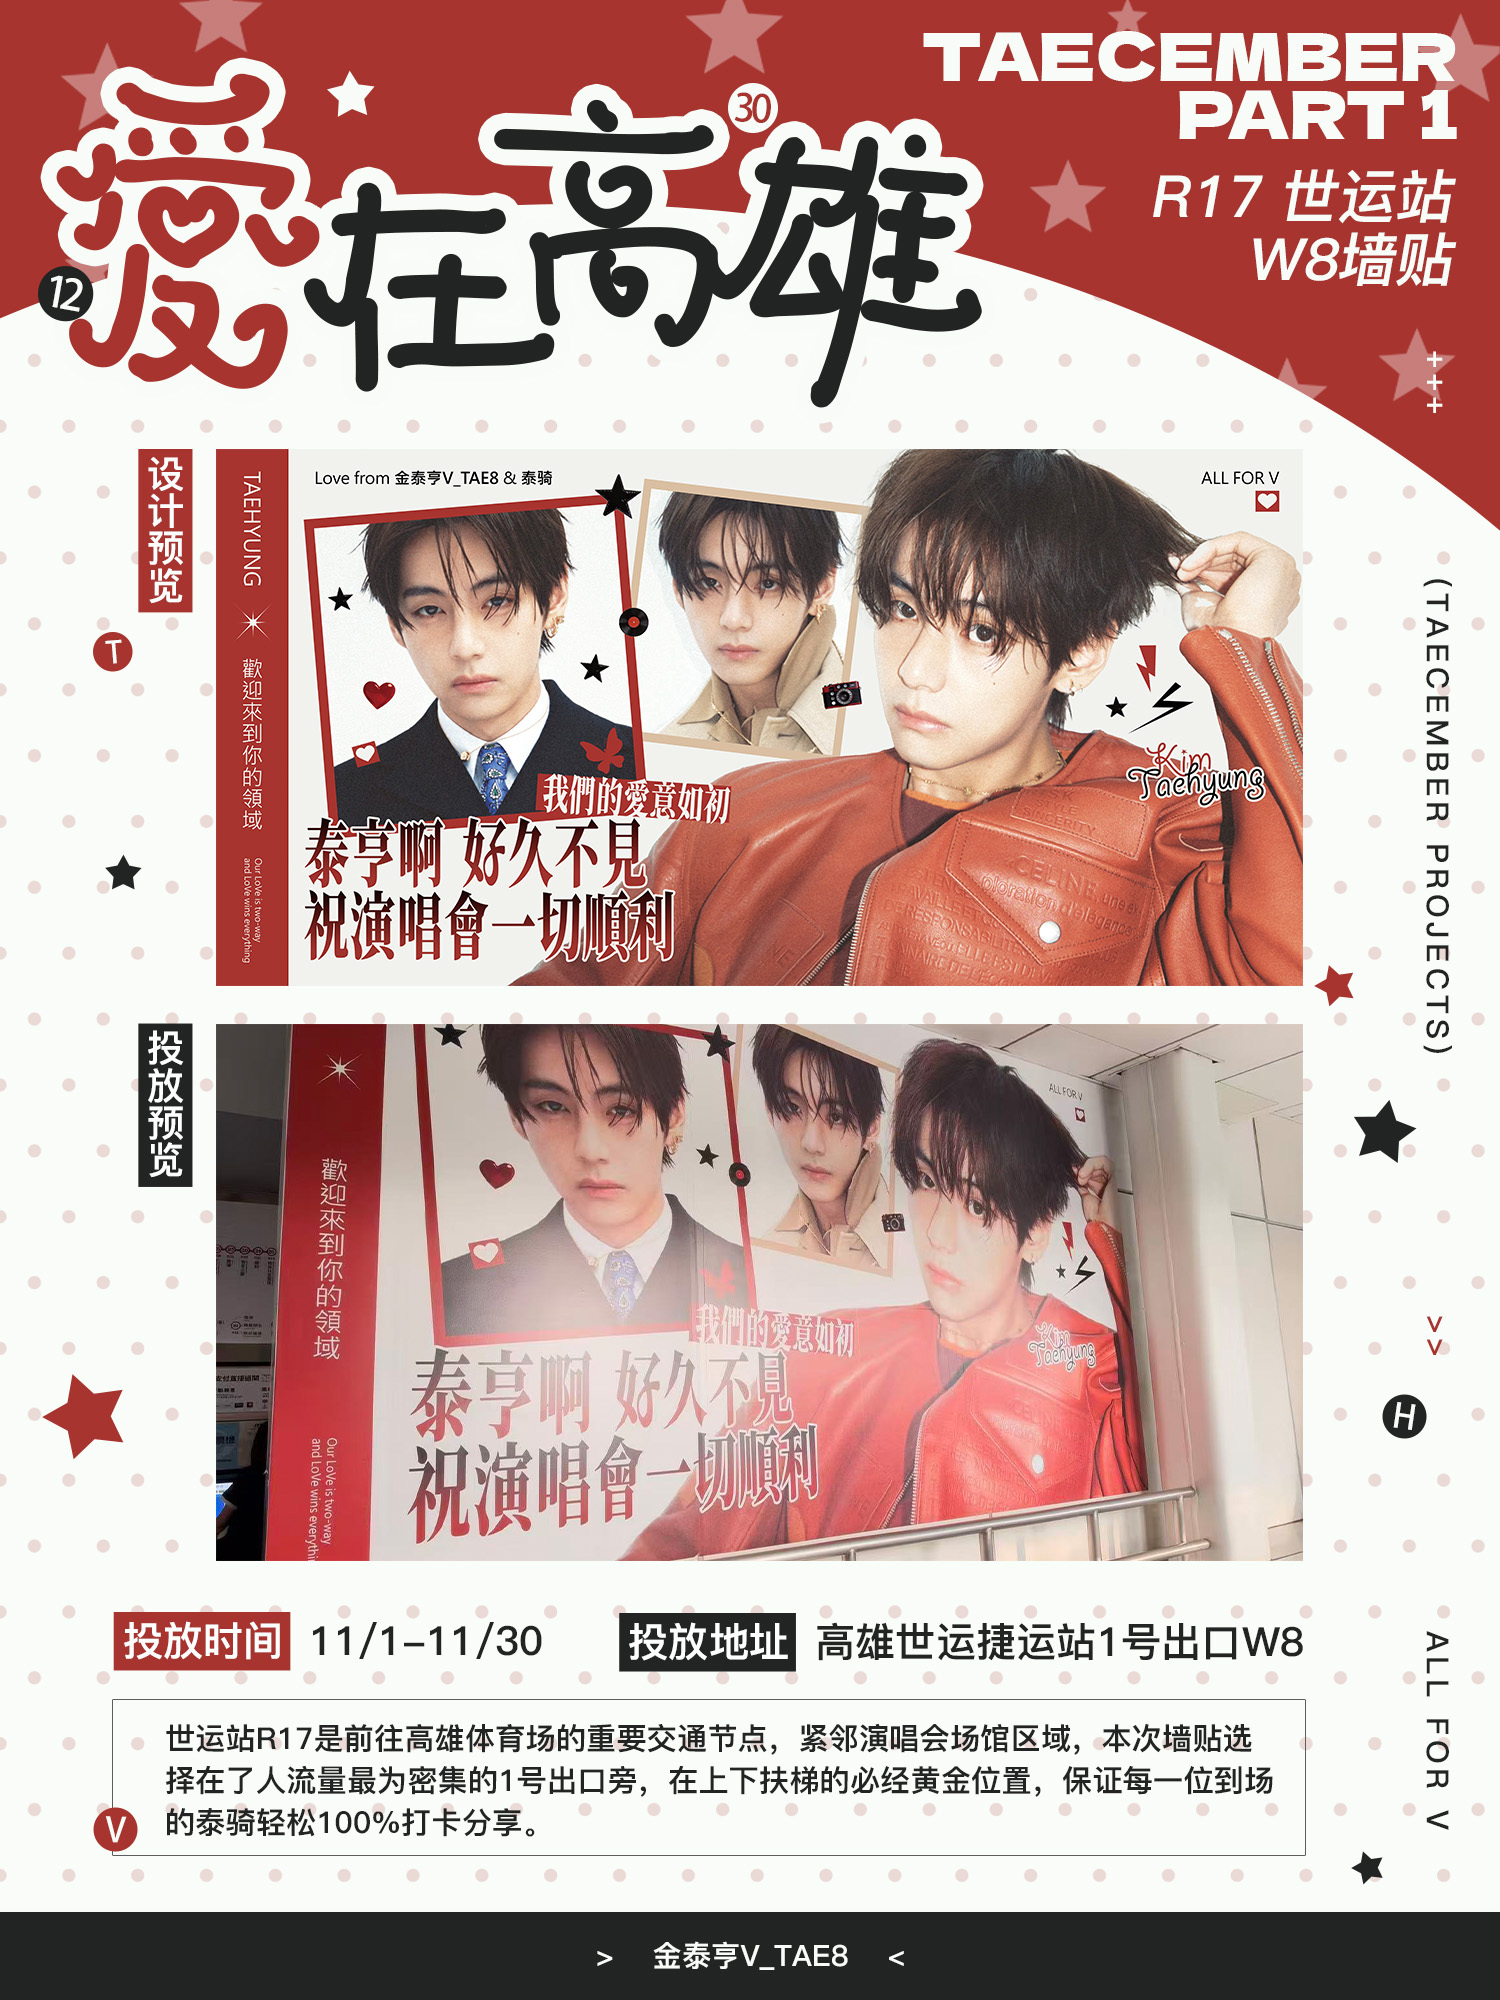 TAECEMBER
PART 1
R17 世运站
W8墙贴
爱在高雄
30
12
+++
设计预览
TAEHYUNG
歡迎來到你的領域
Our LoVe is two-way
and LoVe wins everything
Love from 金泰亨V_TAE8 & 泰骑
ALL FOR V
Kim
Taehyung
我們的愛意如初
泰亨啊 好久不見
祝演唱會一切順利
T
(TAECEMBER PROJECTS)
投放预览
歡迎來到你的領域
Our LoVe is two-way
and LoVe wins everythin
ALL FOR V
Kim
Taehyung
我們的愛意如初
泰亨啊 好久不見
祝演唱會一切順利
>>
H
投放时间 11/1-11/30
投放地址 高雄世运捷运站1号出口W8
ALL FOR V
世运站R17是前往高雄体育场的重要交通节点，紧邻演唱会场馆区域，本次墙贴选
择在了人流量最为密集的1号出口旁，在上下扶梯的必经黄金位置，保证每一位到场
的泰骑轻松100%打卡分享。
V
> 金泰亨V_TAE8 <